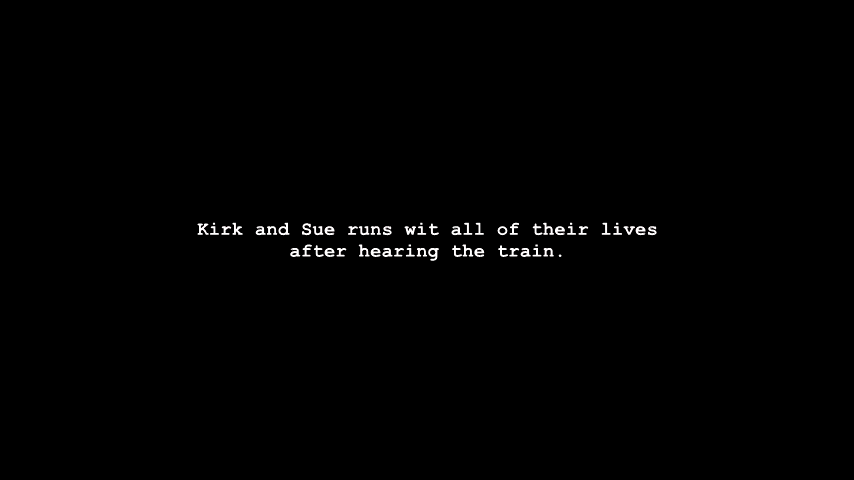 Kirk and Sue runs wit all of their lives
after hearing the train.